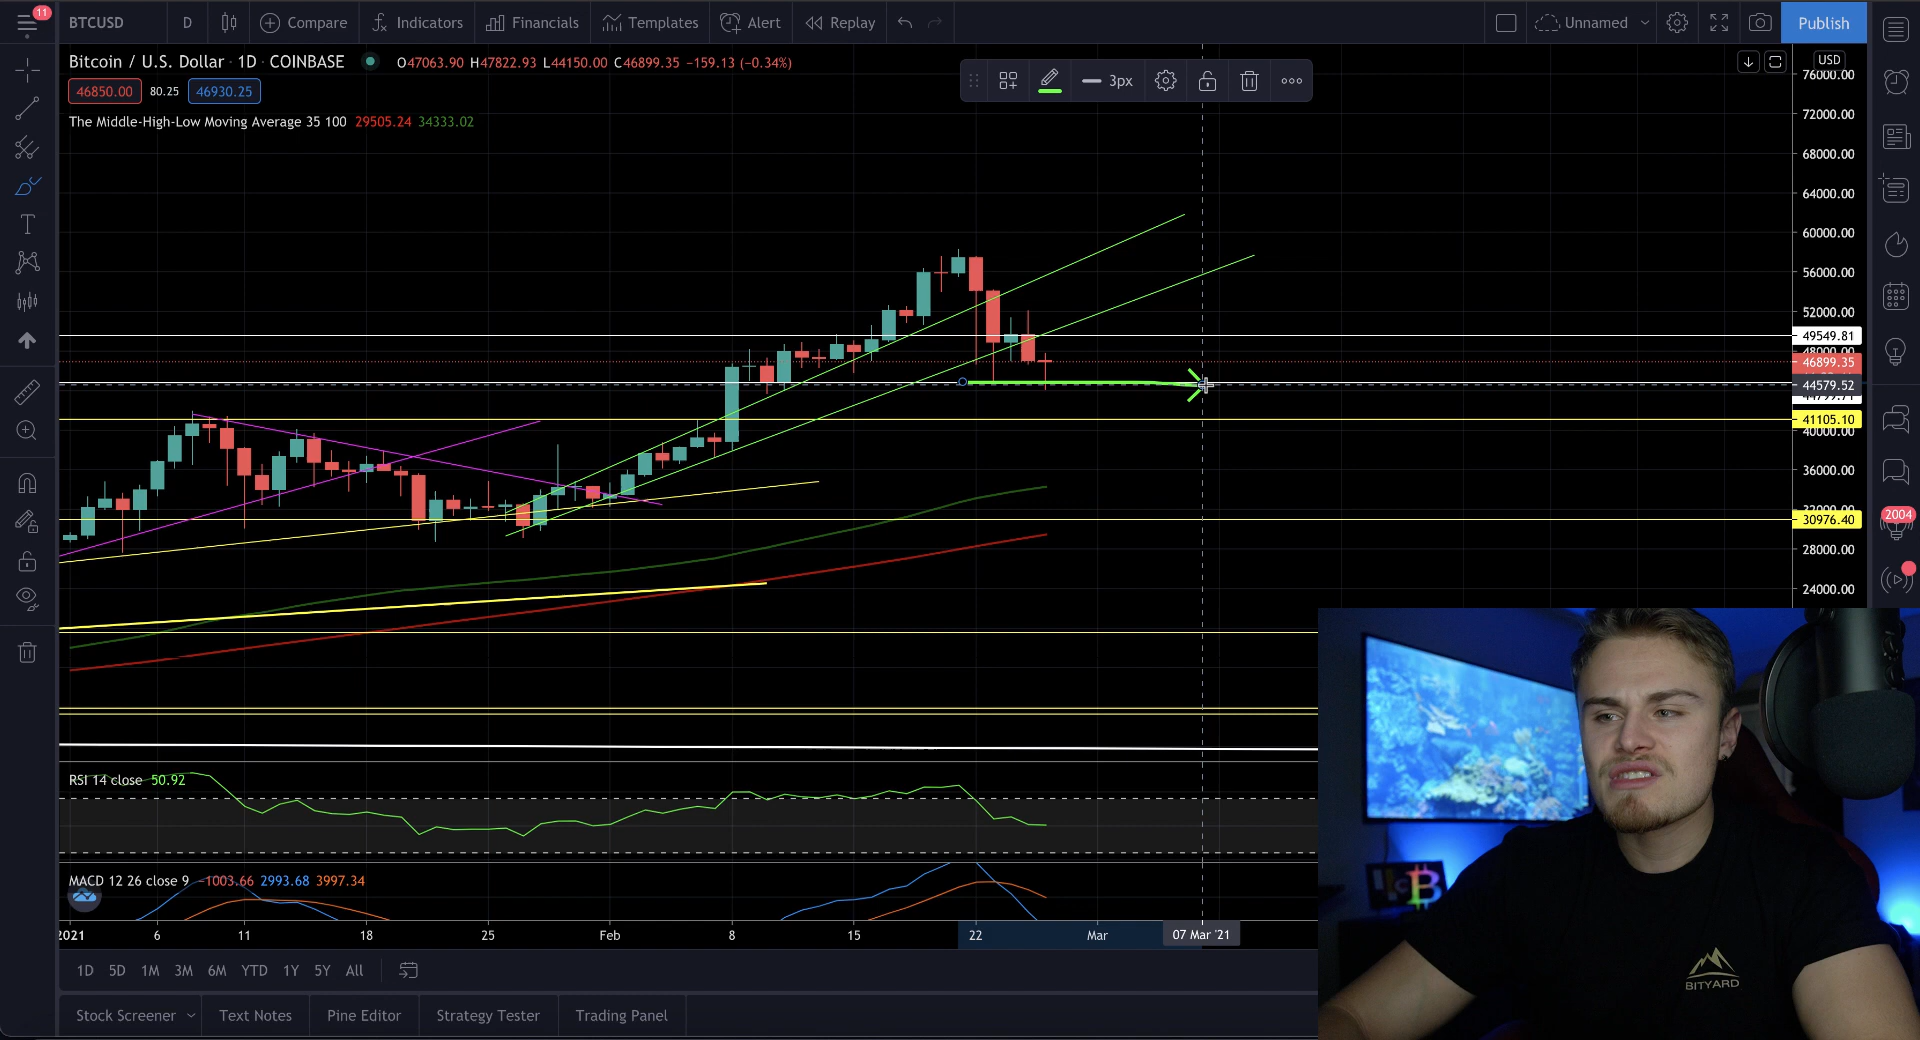 11 BTCUSD D Compare Indicators Financials Templates Alert Replay Unnamed Publish
Bitcoin / U.S. Dollar · 1D · COINBASE O47063.90 H47822.93 L44150.00 C46899.35 −159.13 (−0.34%)
46850.00 80.25 46930.25
The Middle-High-Low Moving Average 35 100 29505.24 34333.02
3px
USD
76000.00
72000.00
68000.00
64000.00
60000.00
56000.00
52000.00
49549.81
48000.00
46899.35
44579.52
41105.10
40000.00
36000.00
32000.00
30976.40
28000.00
24000.00
2004
RSI 14 close 50.92
MACD 12 26 close 9 −1003.66 2993.68 3997.34
2021 6 11 18 25 Feb 8 15 22 Mar 07 Mar '21
1D 5D 1M 3M 6M YTD 1Y 5Y All
Stock Screener Text Notes Pine Editor Strategy Tester Trading Panel
BITYARD